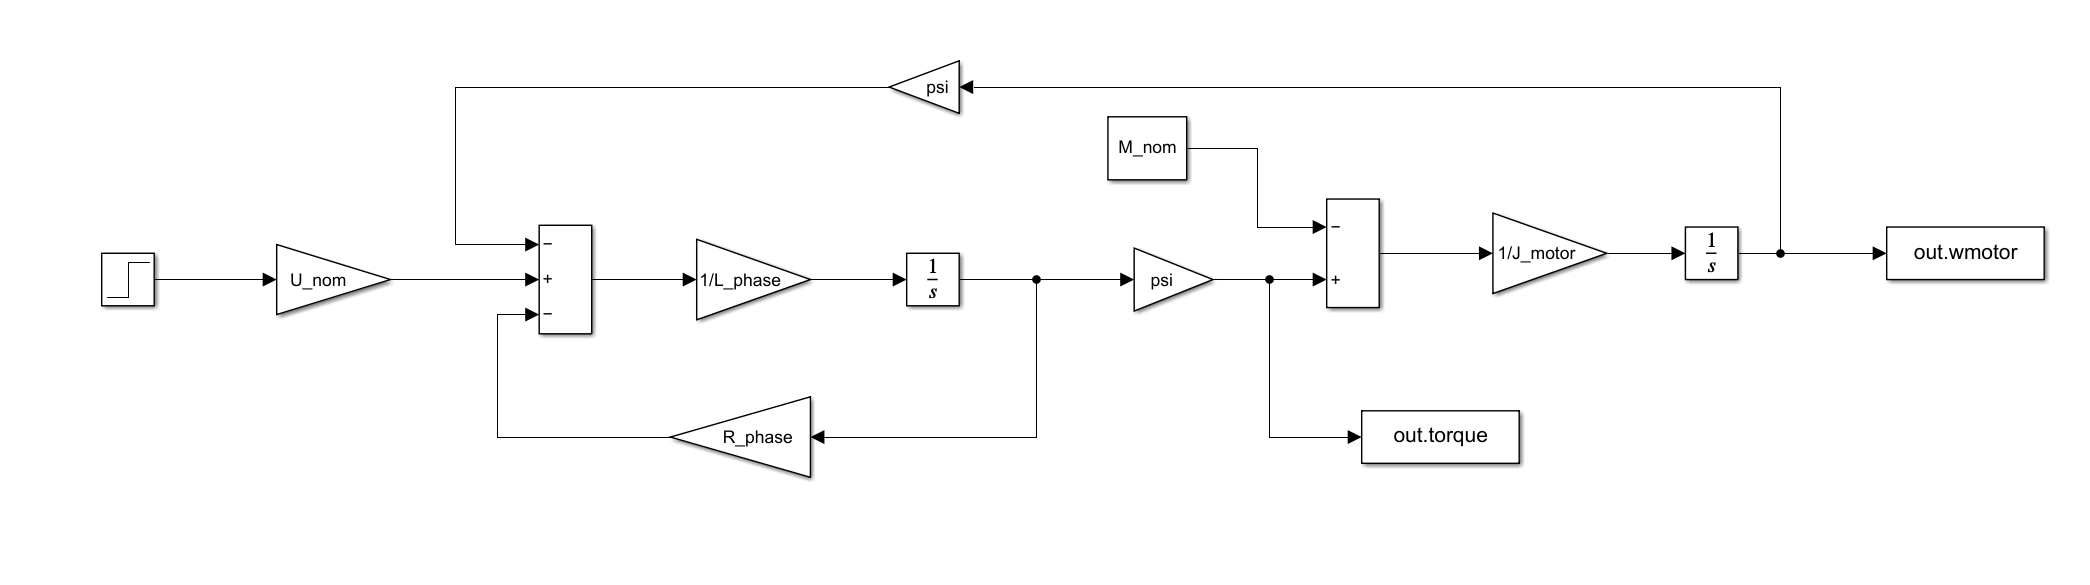 psi
M_nom
−
U_nom
−
+
−
1/L_phase
1
s
psi
+
1/J_motor
1
s
out.wmotor
R_phase
out.torque